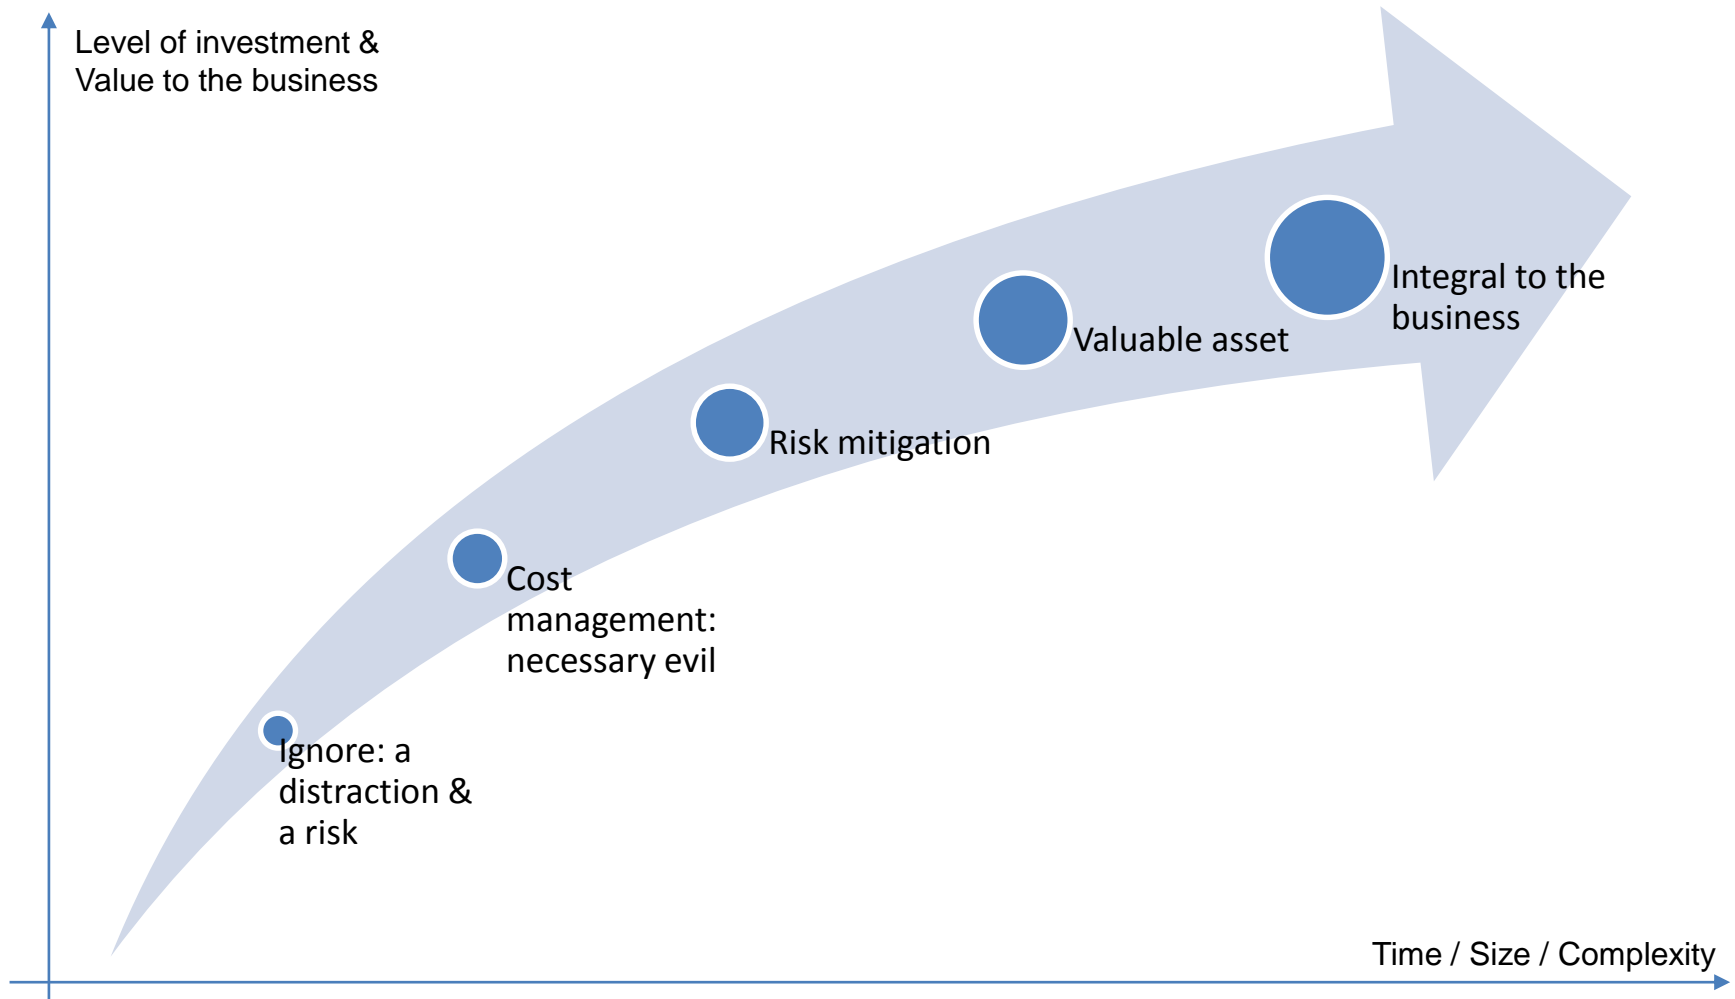 Level of investment &
Value to the business
Integral to the
business
Valuable asset
Risk mitigation
Cost
management:
necessary evil
Ignore: a
distraction &
a risk
Time / Size / Complexity